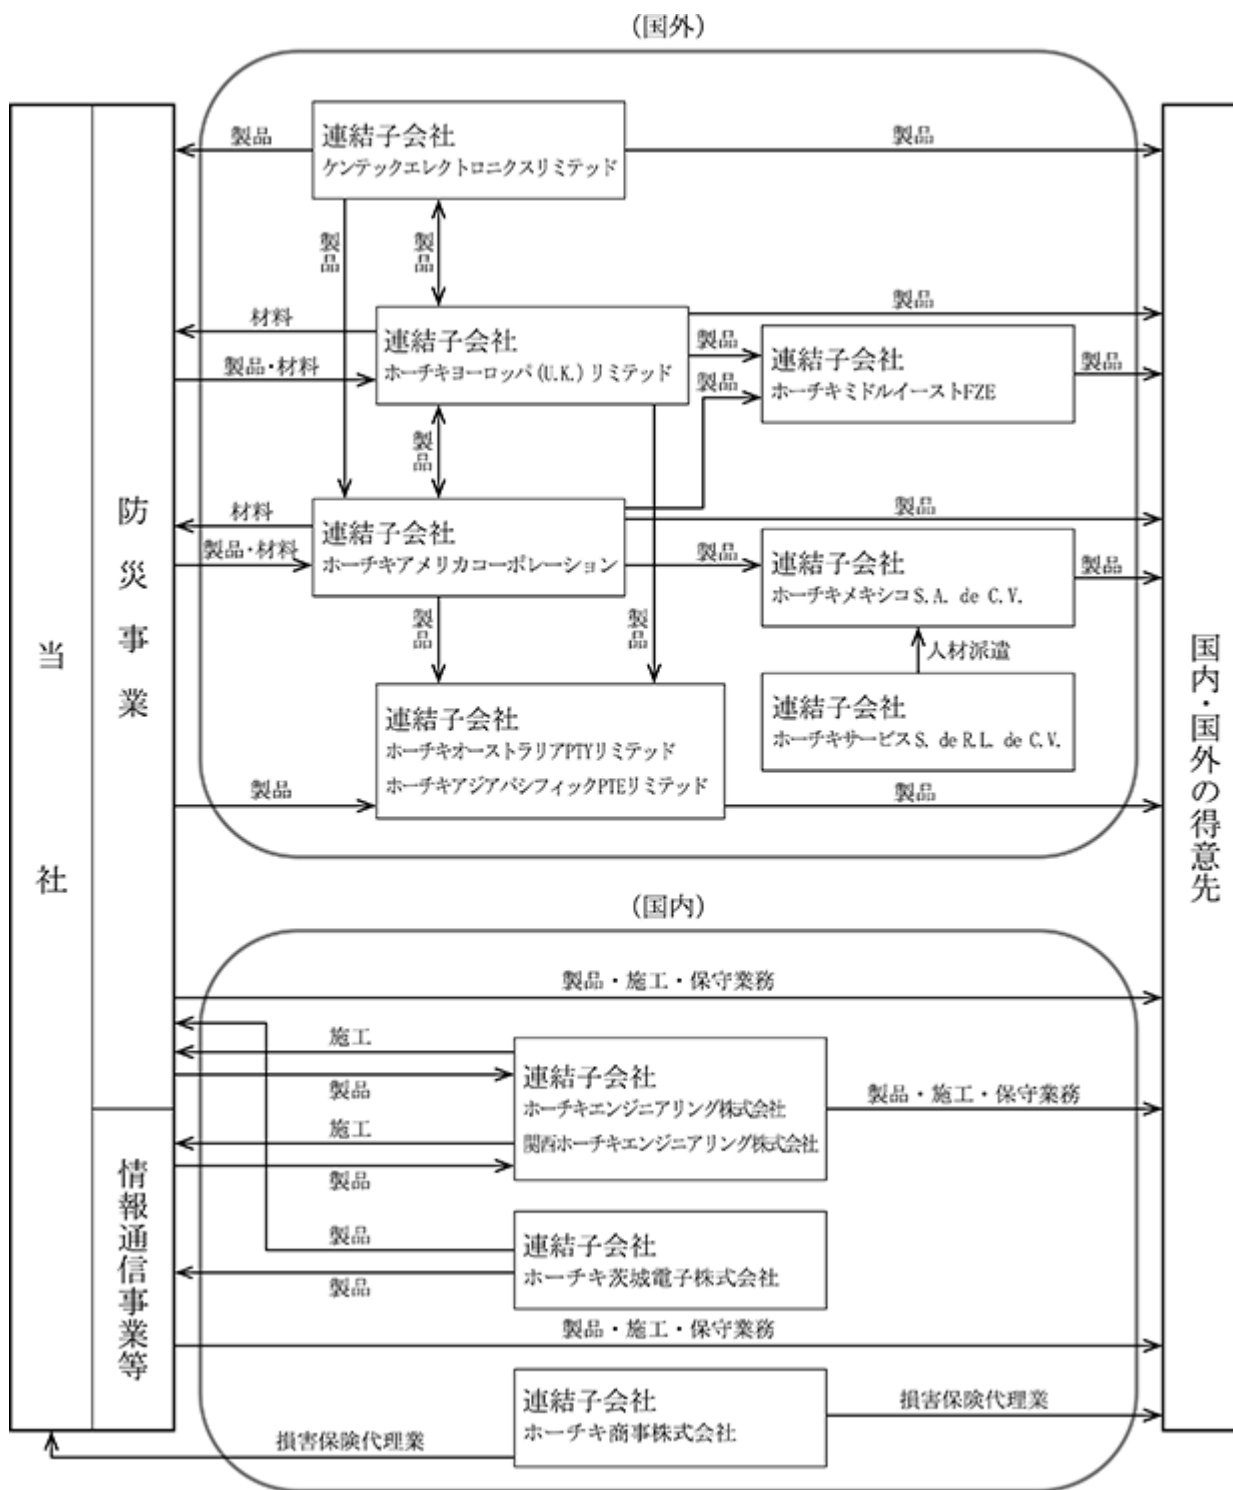 (国外)
連結子会社
ケンテックエレクトロニクスリミテッド
製品
製品
製品
製品
連結子会社
ホーチキヨーロッパ(U.K.)リミテッド
材料
製品・材料
製品
製品
製品
連結子会社
ホーチキミドルイーストFZE
製品
製品
連結子会社
ホーチキアメリカコーポレーション
材料
製品・材料
製品
製品
連結子会社
ホーチキメキシコS.A. de C.V.
製品
人材派遣
連結子会社
ホーチキサービスS. de R.L. de C.V.
製品
製品
連結子会社
ホーチキオーストラリアPTYリミテッド
ホーチキアジアパシフィックPTEリミテッド
製品
製品
当社
防災事業
情報通信事業等
国内・国外の得意先
(国内)
製品・施工・保守業務
施工
製品
施工
製品
連結子会社
ホーチキエンジニアリング株式会社
関西ホーチキエンジニアリング株式会社
製品・施工・保守業務
製品
製品
連結子会社
ホーチキ茨城電子株式会社
製品・施工・保守業務
連結子会社
ホーチキ商事株式会社
損害保険代理業
損害保険代理業